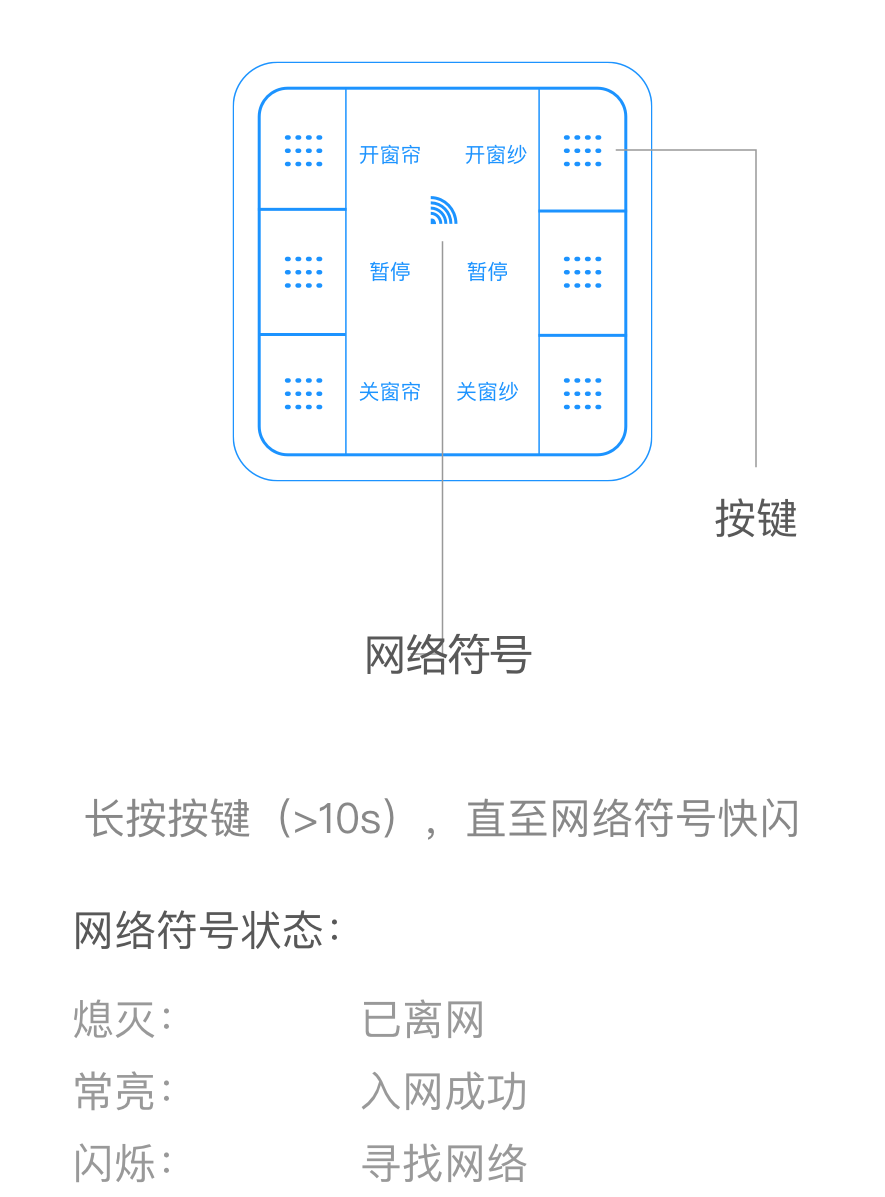 开窗帘 开窗纱
暂停 暂停
关窗帘 关窗纱
按键
网络符号
长按按键（>10s），直至网络符号快闪
网络符号状态：
熄灭： 已离网
常亮： 入网成功
闪烁： 寻找网络